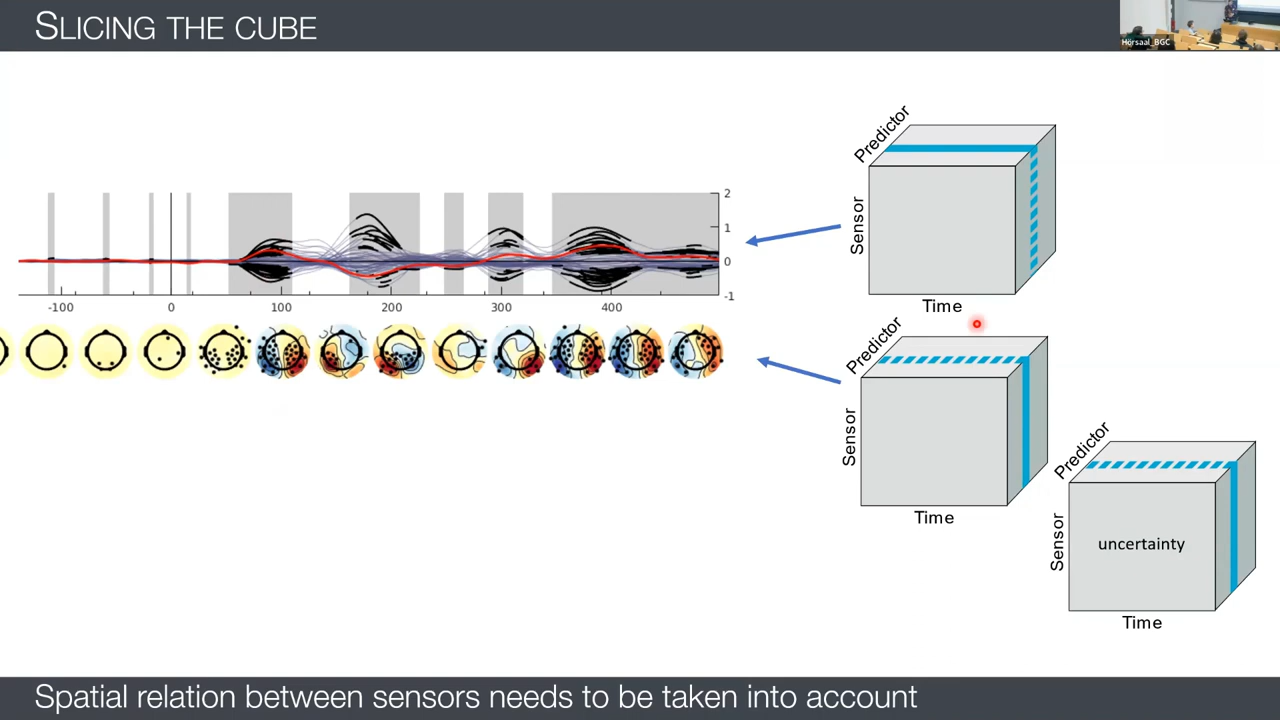 SLICING THE CUBE
Hörsaal_BGC
Predictor
Sensor
Time
2
1
0
-1
-100
0
100
200
300
400
Predictor
Sensor
Time
Predictor
Sensor
uncertainty
Time
Spatial relation between sensors needs to be taken into account